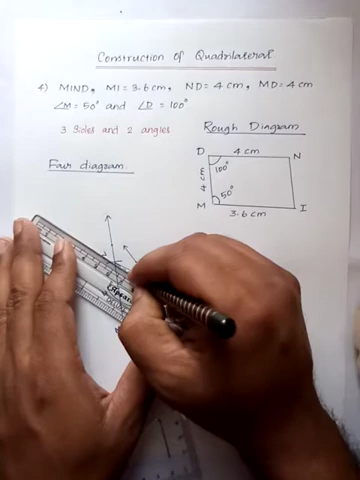 Construction of Quadrilateral
4) MIND, MI = 3.6 cm, ND = 4 cm, MD = 4 cm
∠M = 50° and ∠D = 100°
3 Sides and 2 angles
Rough Diagram
Fair diagram
D 4 cm N
100°
4 cm
50°
M 3.6 cm I